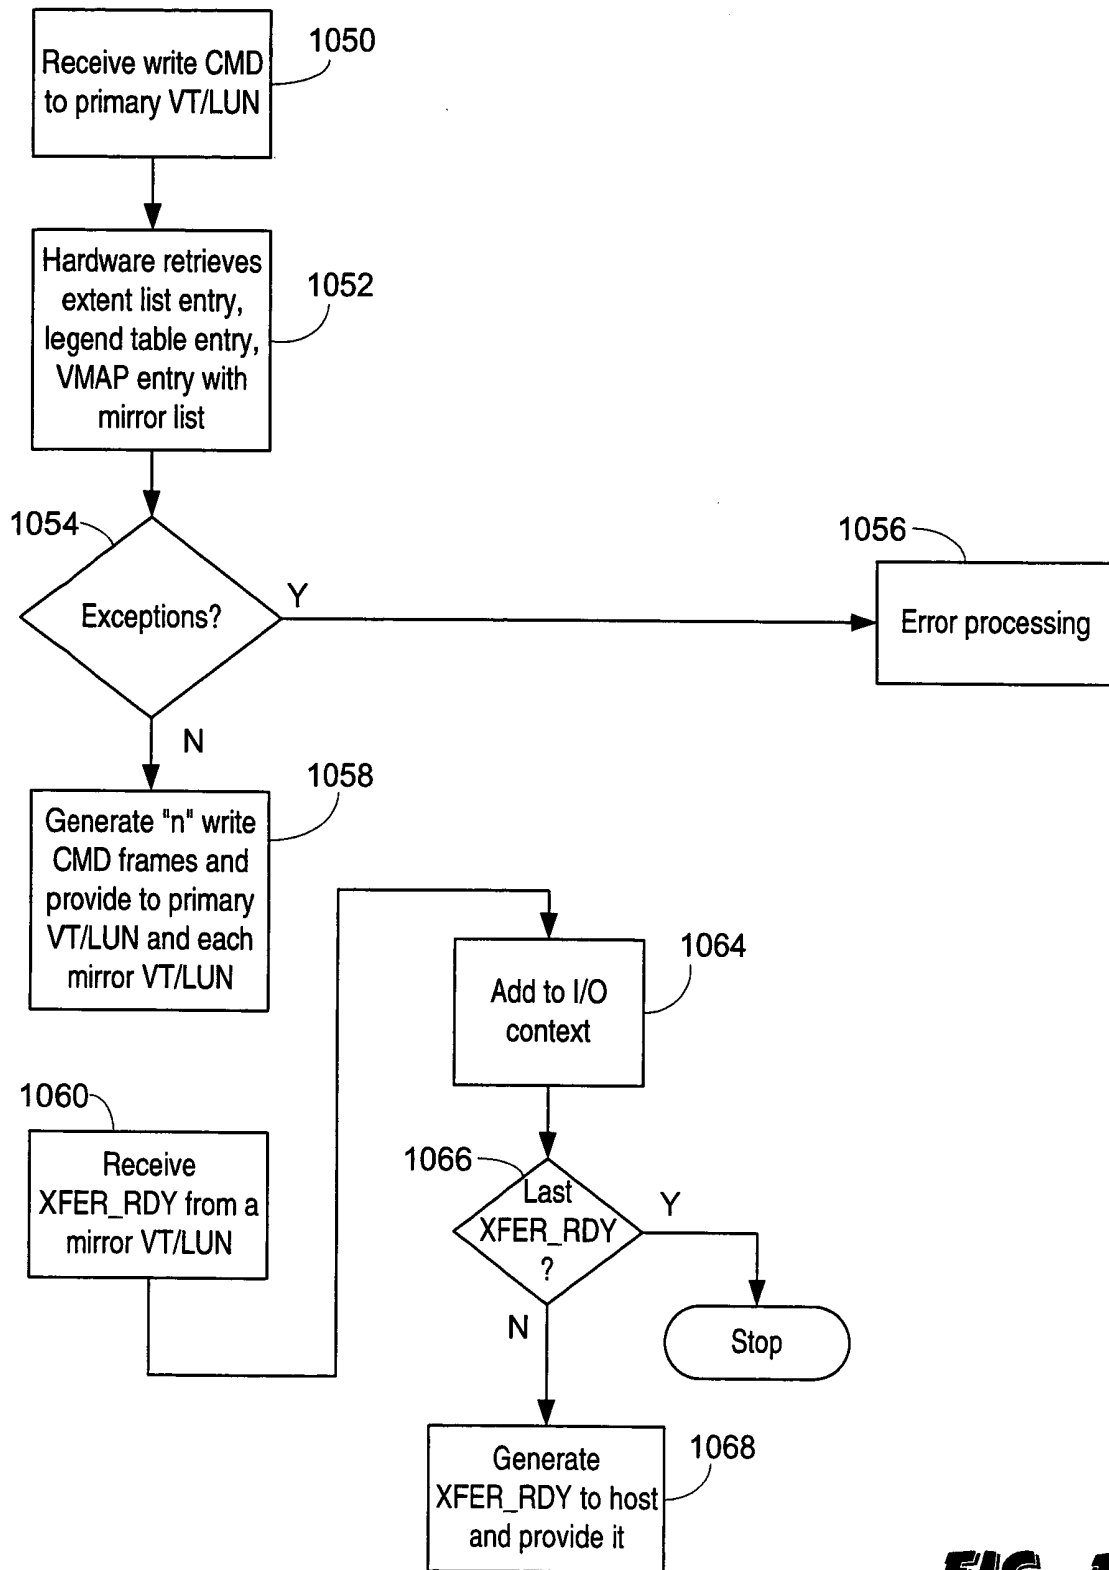 1050
Receive write CMD
to primary VT/LUN
1052
Hardware retrieves
extent list entry,
legend table entry,
VMAP entry with
mirror list
1054
Exceptions?
Y
1056
Error processing
N
1058
Generate "n" write
CMD frames and
provide to primary
VT/LUN and each
mirror VT/LUN
1060
Receive
XFER_RDY from a
mirror VT/LUN
1064
Add to I/O
context
1066
Last
XFER_RDY
?
Y
Stop
N
1068
Generate
XFER_RDY to host
and provide it
FIG.